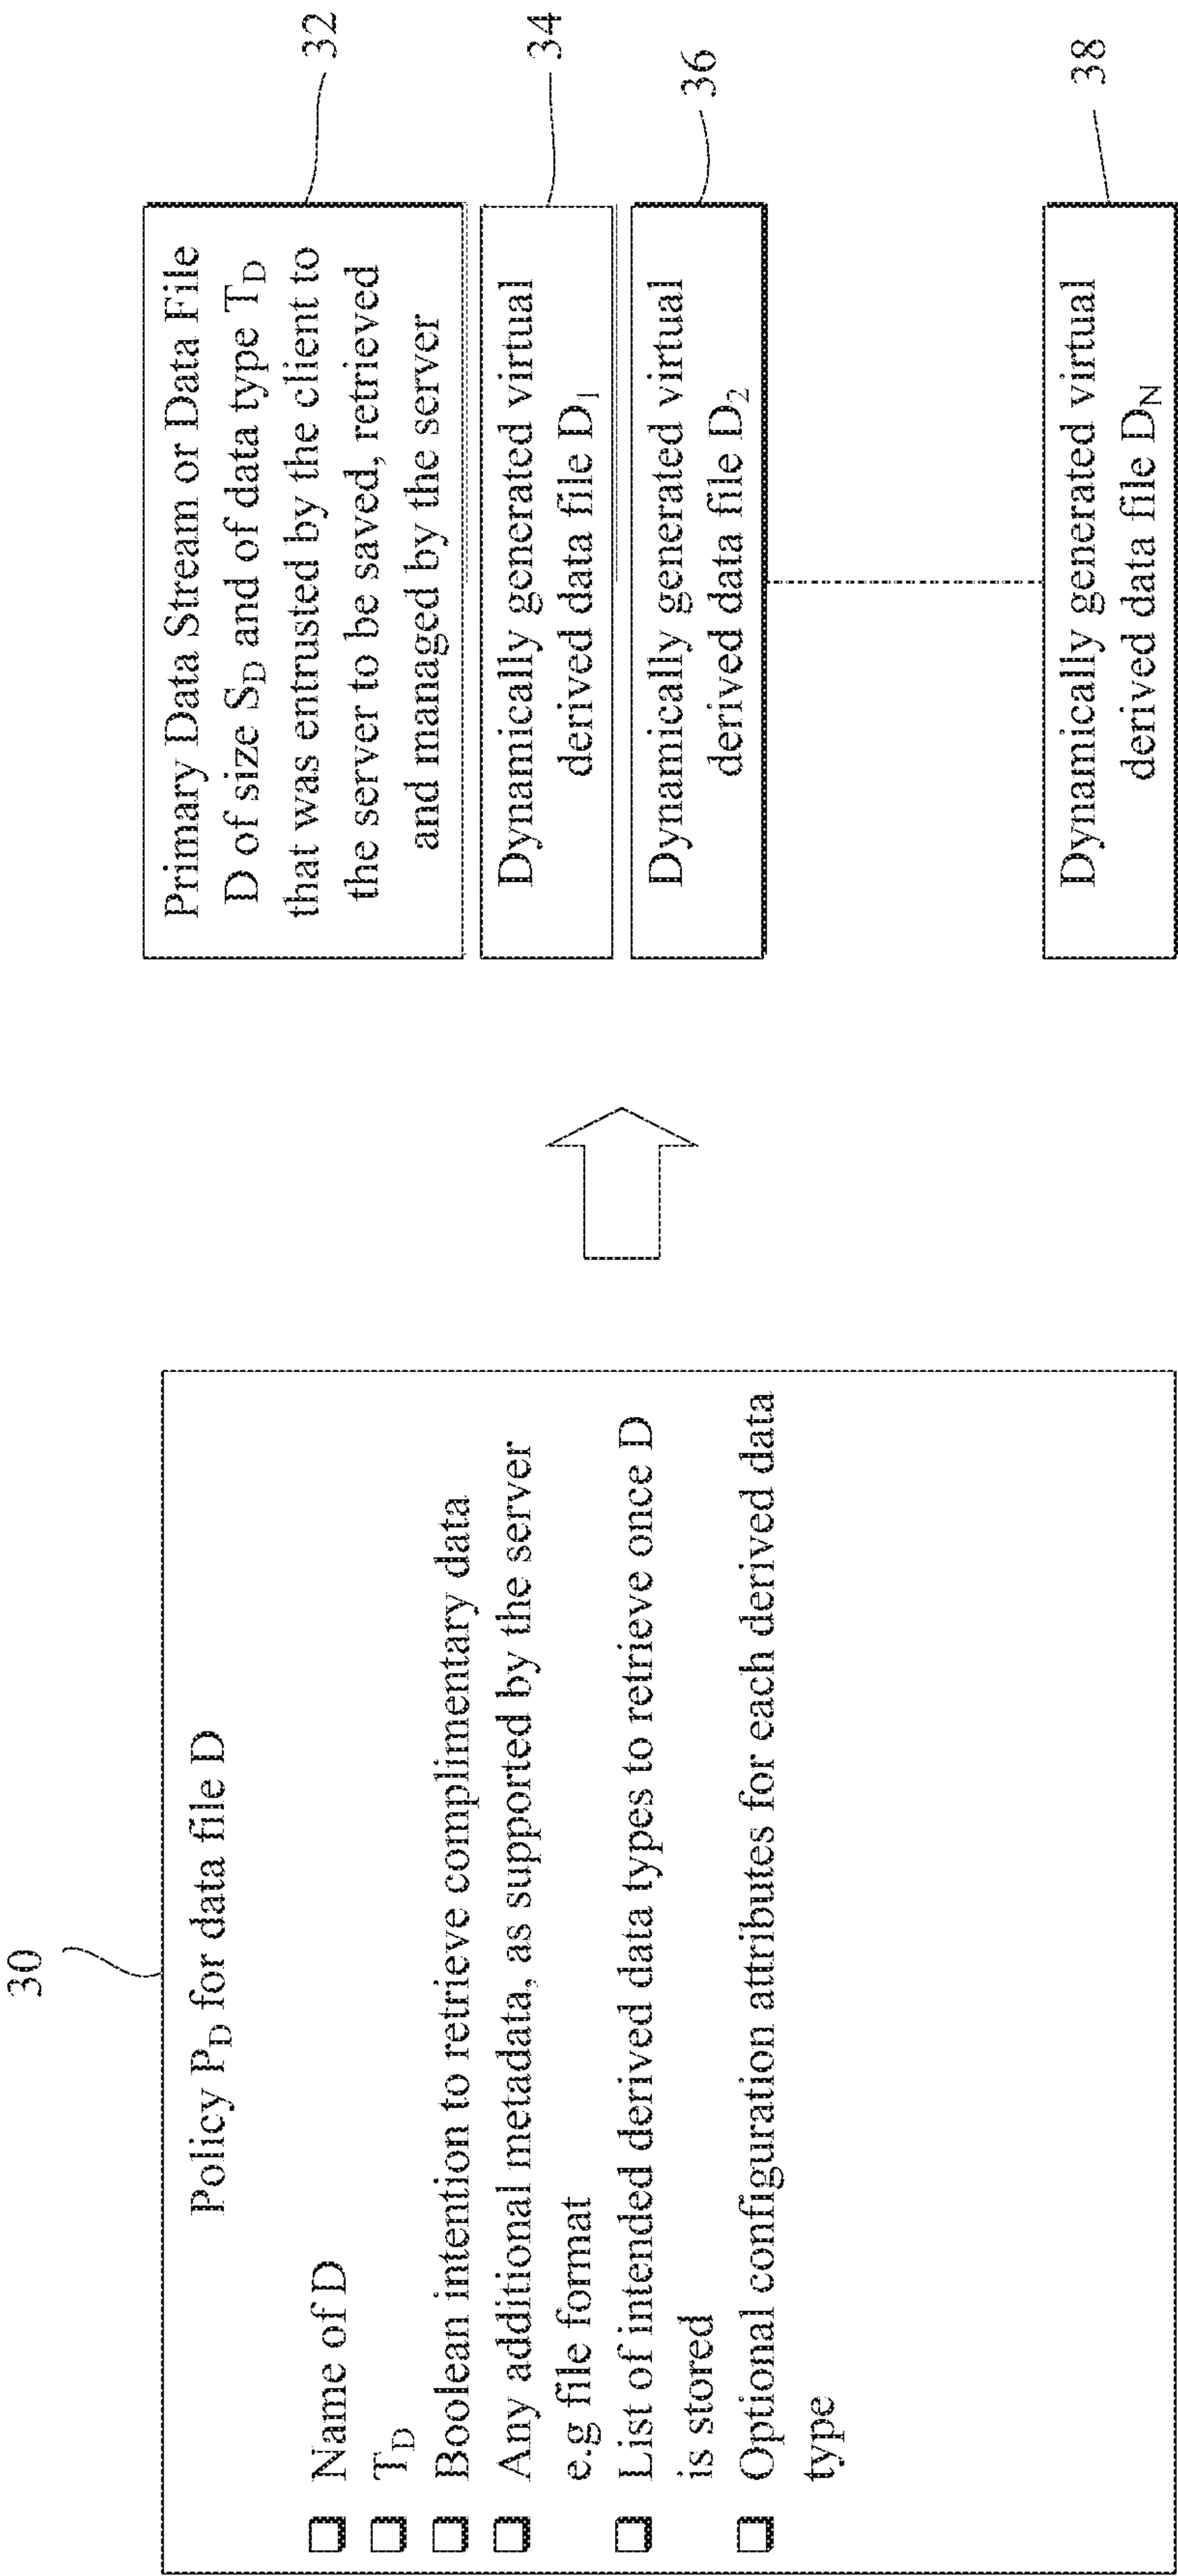 30
Policy P_D for data file D
❑ Name of D
❑ T_D
❑ Boolean intention to retrieve complimentary data
❑ Any additional metadata, as supported by the server
e.g file format
❑ List of intended derived data types to retrieve once D
is stored
❑ Optional configuration attributes for each derived data
type
Primary Data Stream or Data File
D of size S_D and of data type T_D
that was entrusted by the client to
the server to be saved, retrieved
and managed by the server
32
Dynamically generated virtual
derived data file D_1
34
Dynamically generated virtual
derived data file D_2
36
Dynamically generated virtual
derived data file D_N
38